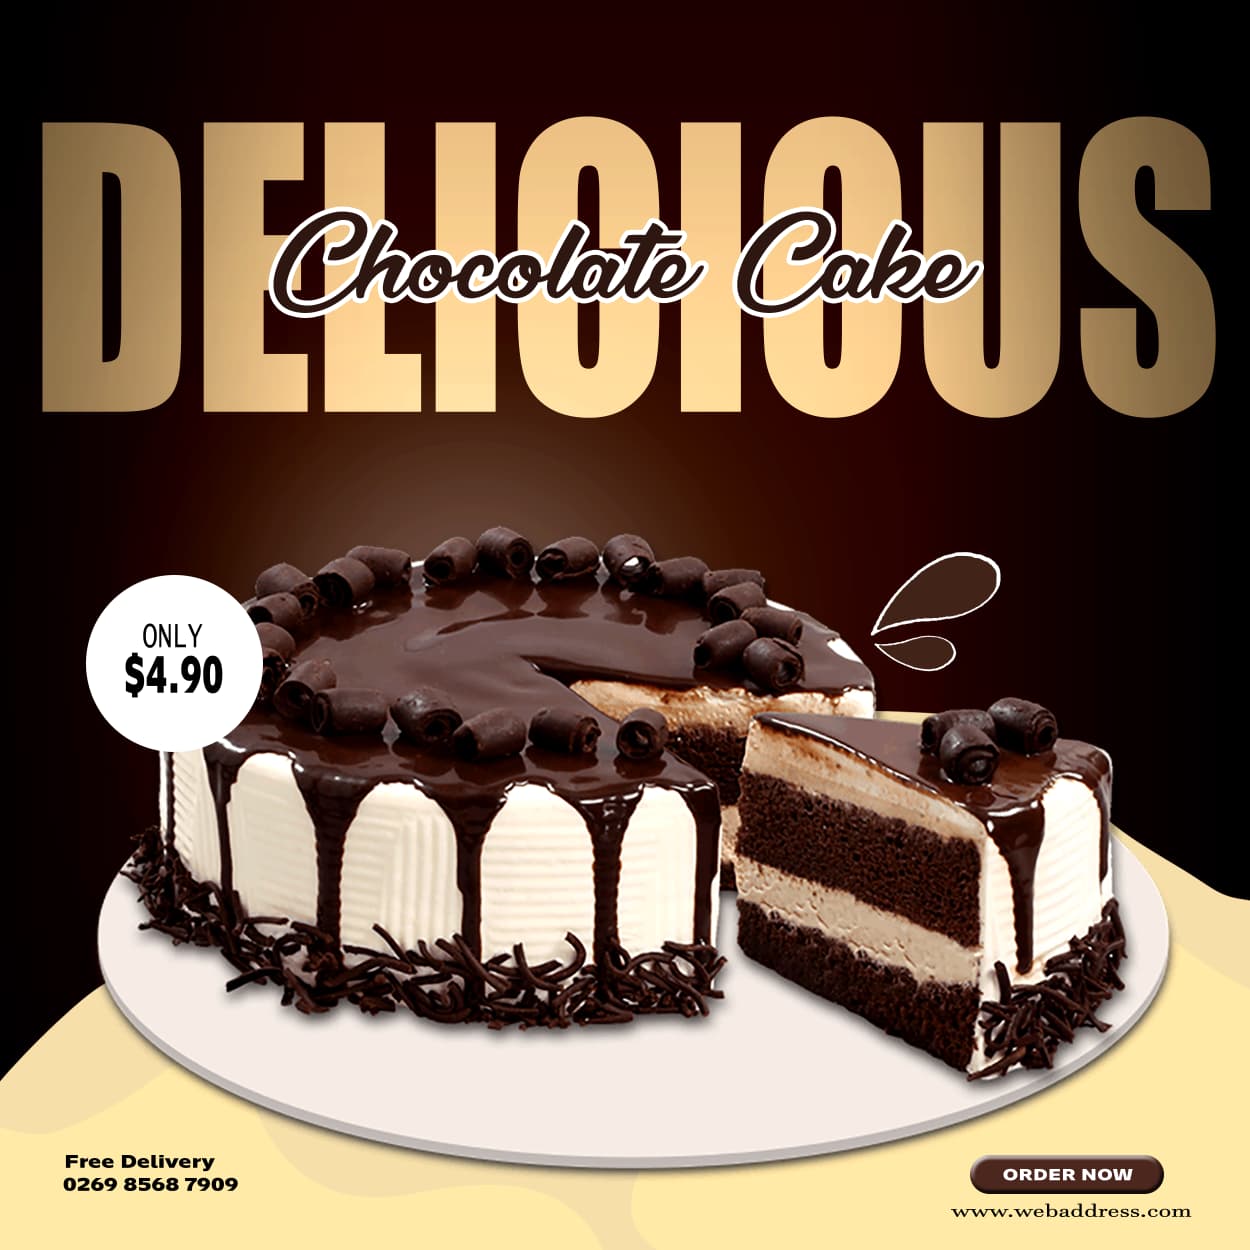 DELICIOUS
Chocolate Cake
ONLY
$4.90
Free Delivery
0269 8568 7909
ORDER NOW
www.webaddress.com